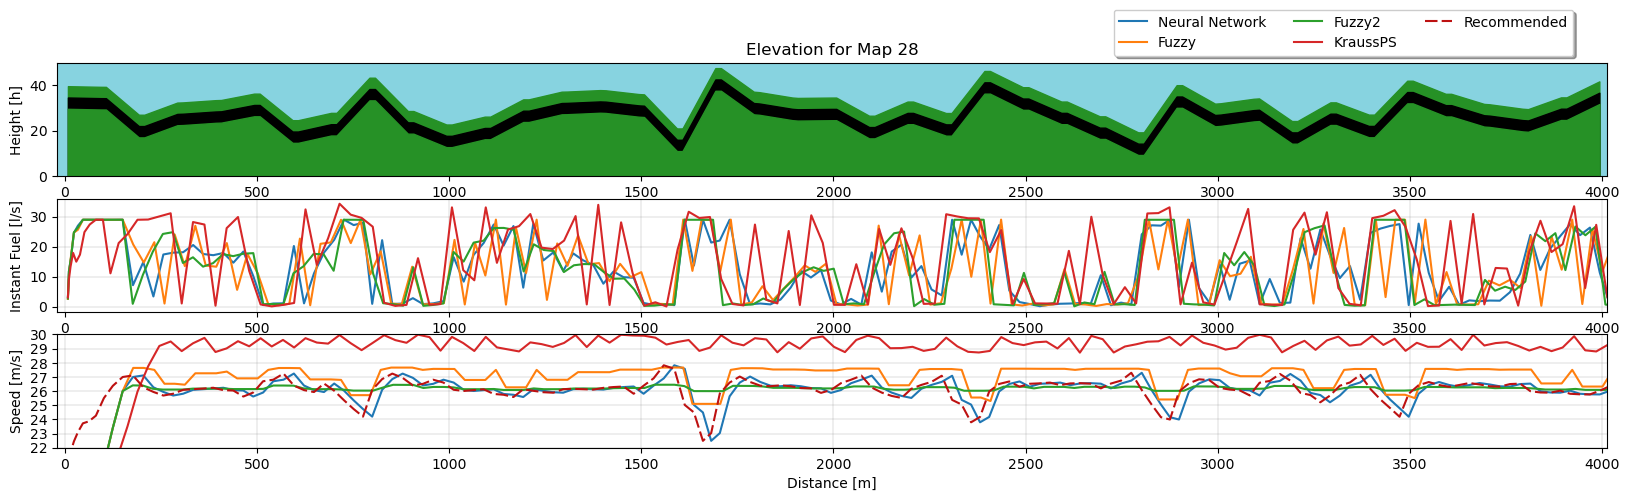 Neural Network
Fuzzy
Fuzzy2
KraussPS
Recommended
Elevation for Map 28
Height [h]
40
20
0
0 500 1000 1500 2000 2500 3000 3500 4000
Instant Fuel [l/s]
30
20
10
0
0 500 1000 1500 2000 2500 3000 3500 4000
Speed [m/s]
30
29
28
27
26
25
24
23
22
0 500 1000 1500 2000 2500 3000 3500 4000
Distance [m]